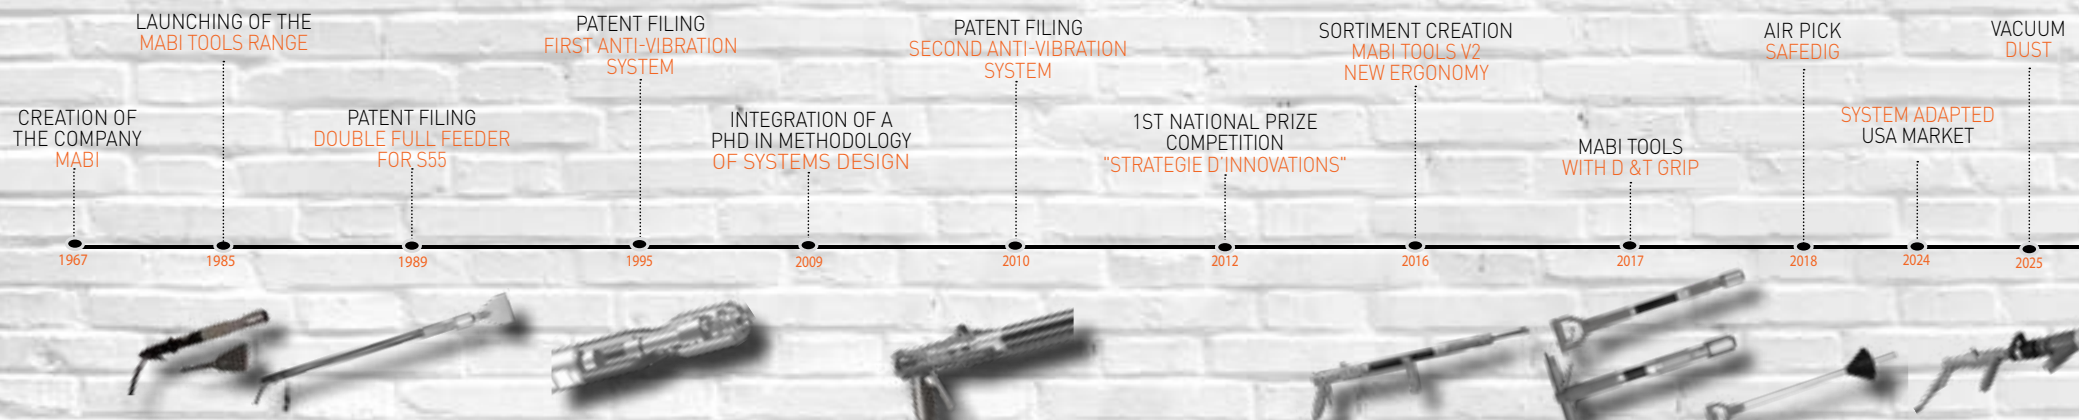 CREATION OF
THE COMPANY
MABI
1967
LAUNCHING OF THE
MABI TOOLS RANGE
1985
PATENT FILING
DOUBLE FULL FEEDER
FOR S55
1989
PATENT FILING
FIRST ANTI-VIBRATION
SYSTEM
1995
INTEGRATION OF A
PHD IN METHODOLOGY
OF SYSTEMS DESIGN
2009
PATENT FILING
SECOND ANTI-VIBRATION
SYSTEM
2010
1ST NATIONAL PRIZE
COMPETITION
"STRATEGIE D'INNOVATIONS"
2012
SORTIMENT CREATION
MABI TOOLS V2
NEW ERGONOMY
2016
MABI TOOLS
WITH D &T GRIP
2017
AIR PICK
SAFEDIG
2018
SYSTEM ADAPTED
USA MARKET
2024
VACUUM
DUST
2025